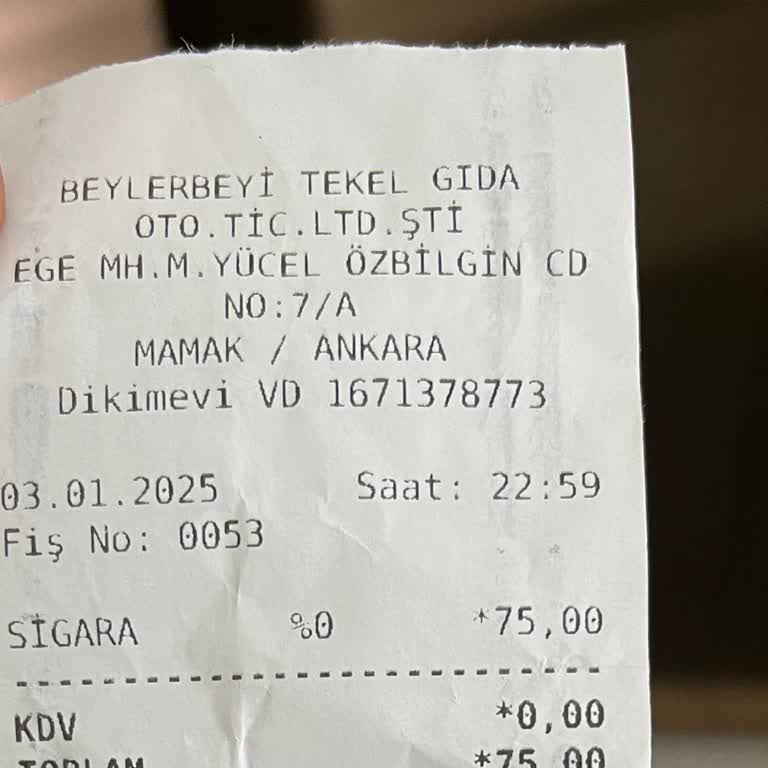 BEYLERBEYİ TEKEL GIDA
OTO.TİC.LTD.ŞTİ
EGE MH.M.YÜCEL ÖZBİLGİN CD
NO:7/A
MAMAK / ANKARA
Dikimevi VD 1671378773
03.01.2025 Saat: 22:59
Fiş No: 0053
SİGARA %0 *75,00
KDV *0,00
TOPLAM *75,00